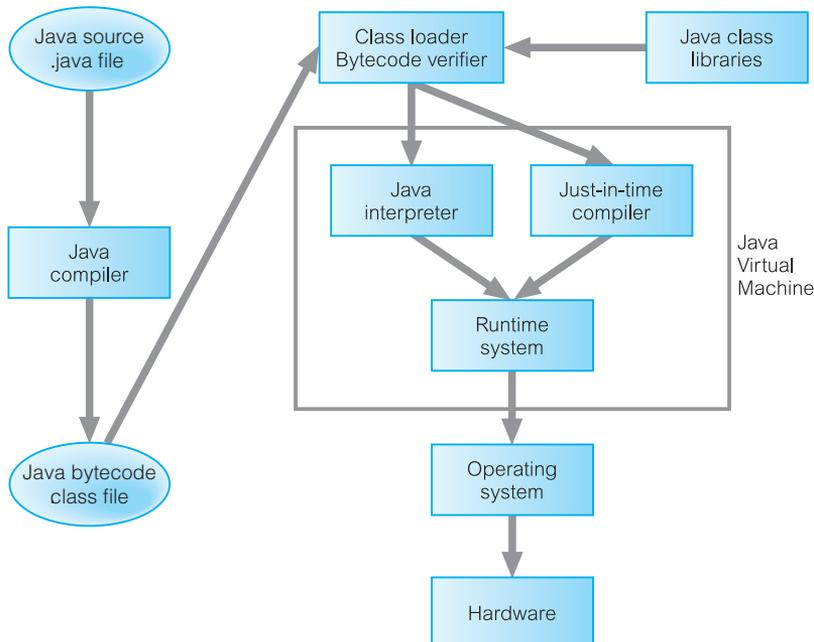 Java source
.java file
Class loader
Bytecode verifier
Java class
libraries
Java
interpreter
Just-in-time
compiler
Java
compiler
Java
Virtual
Machine
Runtime
system
Java bytecode
class file
Operating
system
Hardware